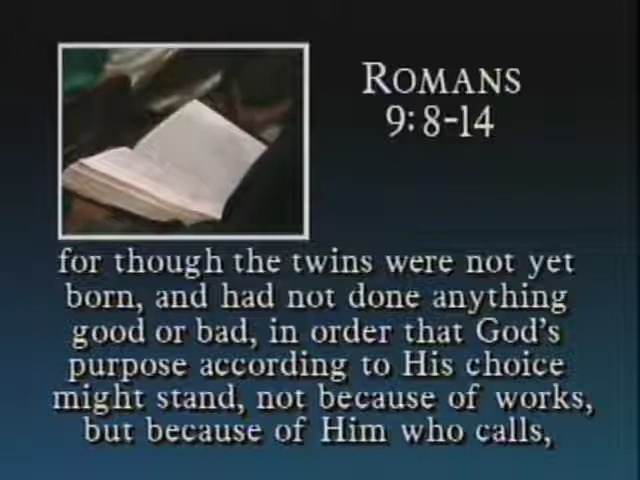 ROMANS
9:8-14
for though the twins were not yet
born, and had not done anything
good or bad, in order that God's
purpose according to His choice
might stand, not because of works,
but because of Him who calls,